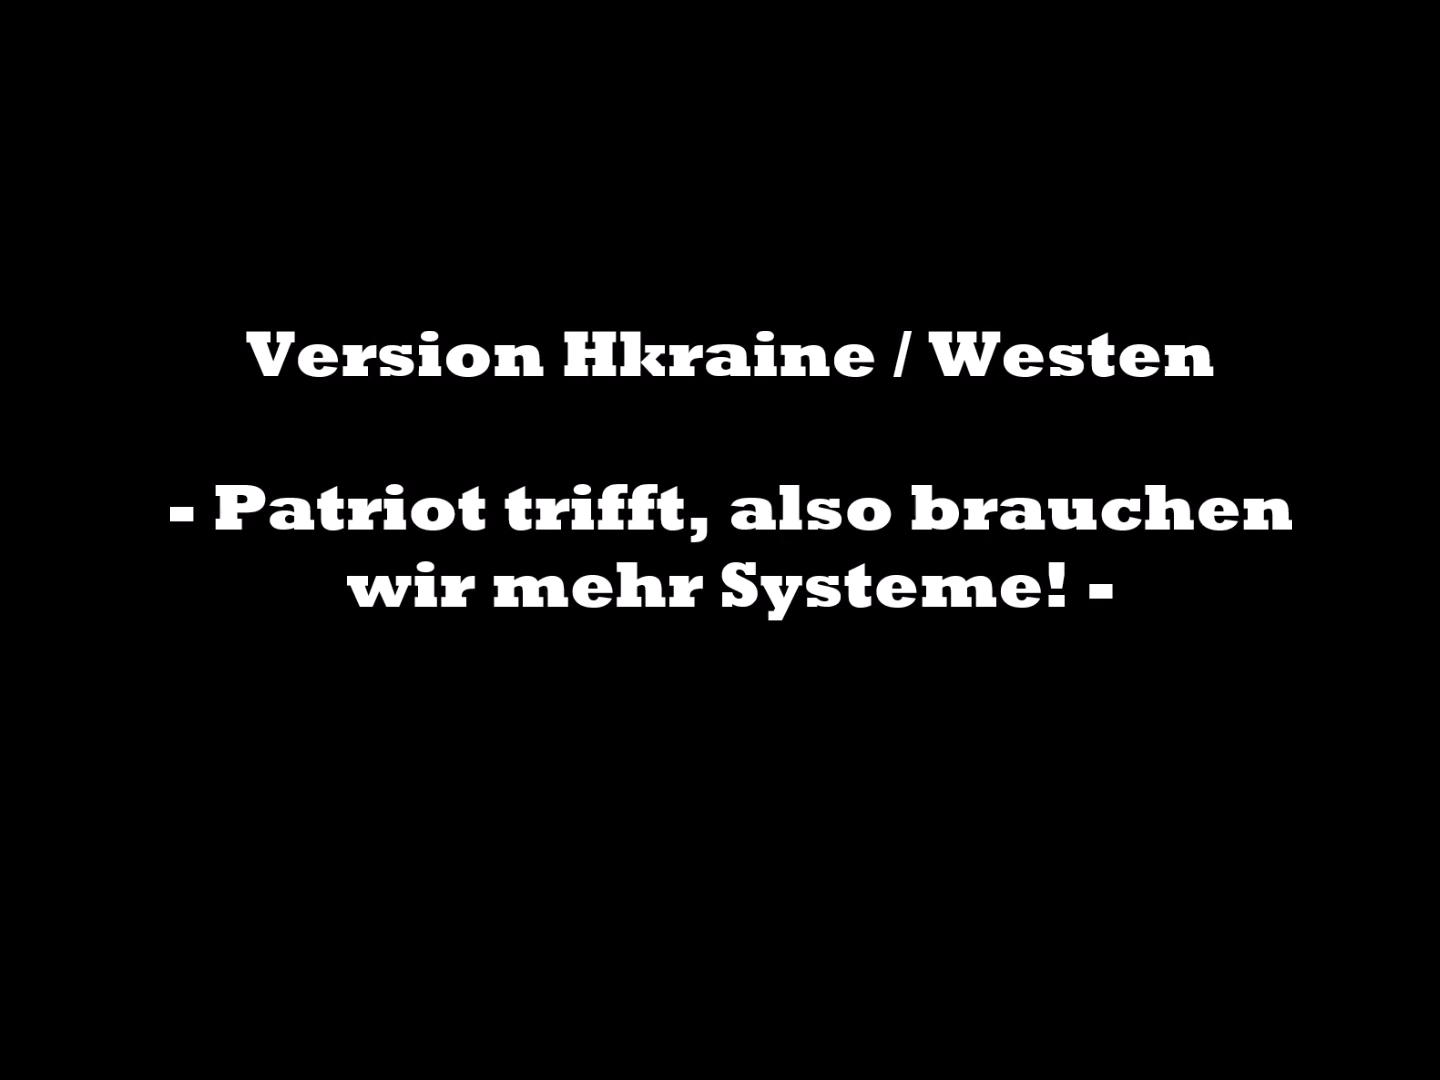 Version Hkraine / Westen
- Patriot trifft, also brauchen
wir mehr Systeme! -